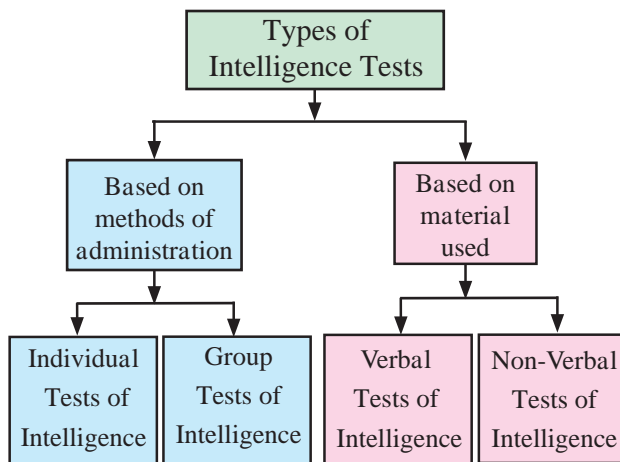 Types of
Intelligence Tests
Based on
methods of
administration
Based on
material
used
Individual
Tests of
Intelligence
Group
Tests of
Intelligence
Verbal
Tests of
Intelligence
Non-Verbal
Tests of
Intelligence